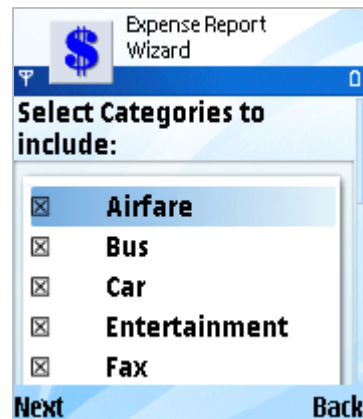 Expense Report
Wizard
Select Categories to
include:
Airfare
Bus
Car
Entertainment
Fax
Next Back